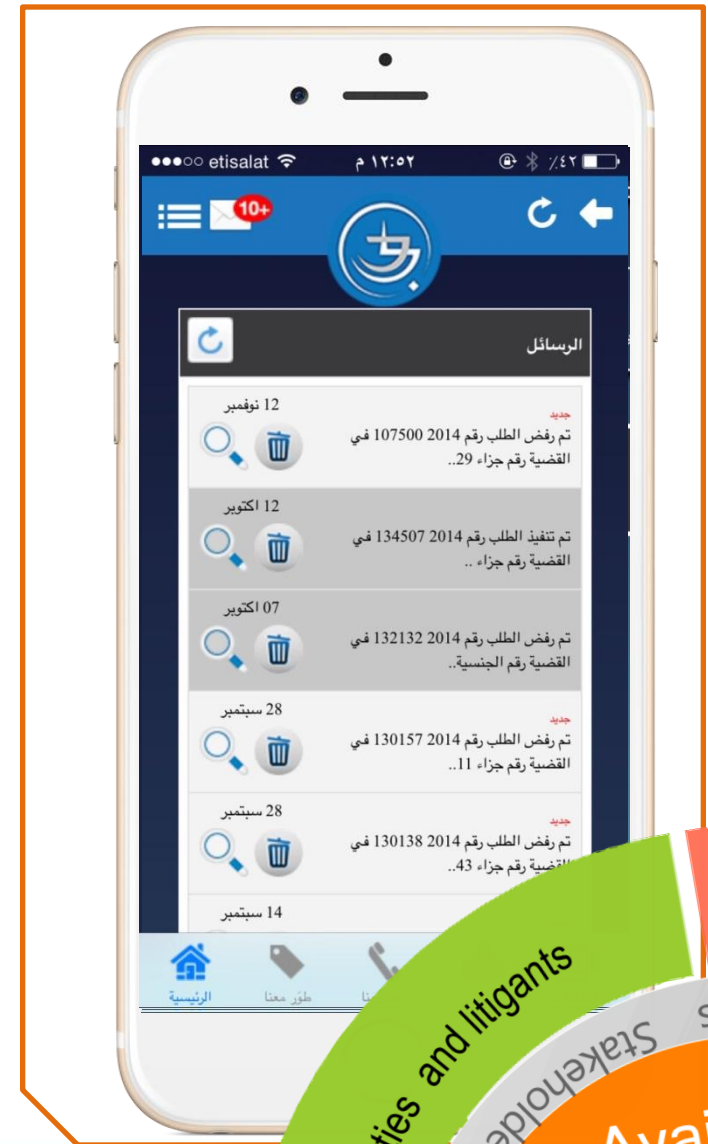 etisalat
١٢:٥٢ م
٪٤٢
10+
الرسائل
12 نوفمبر
جديد
تم رفض الطلب رقم 2014 107500 في
القضية رقم جزاء 29..
12 اكتوبر
تم تنفيذ الطلب رقم 2014 134507 في
القضية رقم جزاء ..
07 اكتوبر
تم رفض الطلب رقم 2014 132132 في
القضية رقم الجنسية..
28 سبتمبر
جديد
تم رفض الطلب رقم 2014 130157 في
القضية رقم جزاء 11..
28 سبتمبر
جديد
تم رفض الطلب رقم 2014 130138 في
القضية رقم جزاء 43..
14 سبتمبر
الرئيسية
طور معنا
and litigants